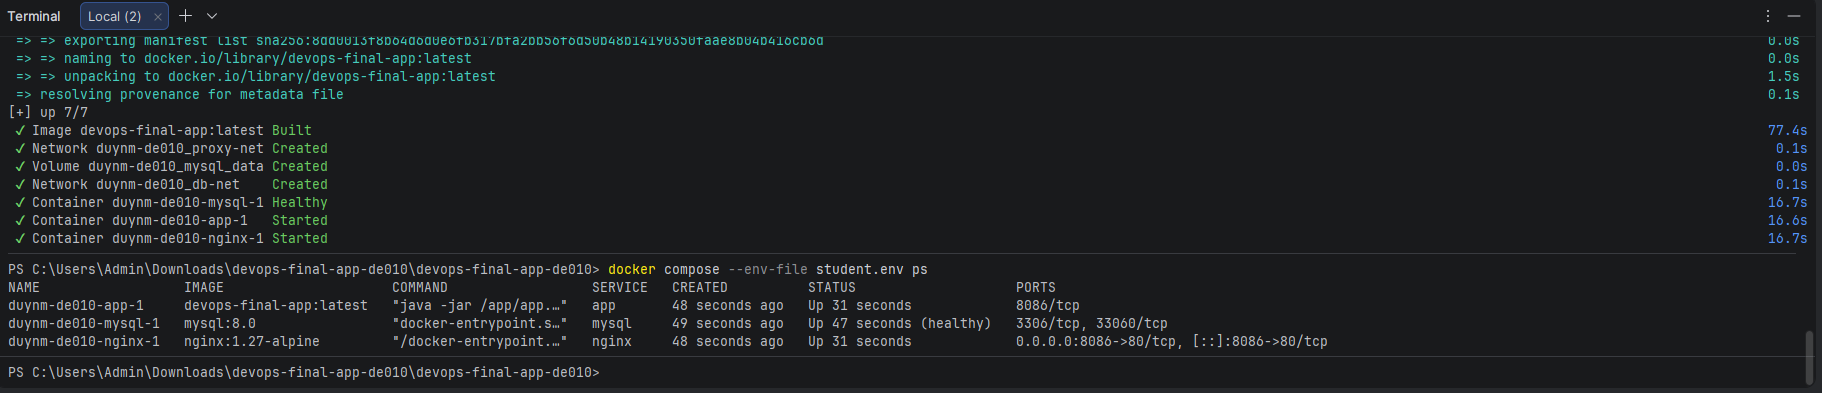 Terminal Local (2) × +
=> => exporting manifest list sha256:8dd0013f8b64d6d0e6fb317bfa2bb56f6d50b48b14190350faae8b04b416cb6d 0.0s
=> => naming to docker.io/library/devops-final-app:latest 0.0s
=> => unpacking to docker.io/library/devops-final-app:latest 1.5s
=> resolving provenance for metadata file 0.1s
[+] up 7/7
✓ Image devops-final-app:latest Built 77.4s
✓ Network duynm-de010_proxy-net Created 0.1s
✓ Volume duynm-de010_mysql_data Created 0.0s
✓ Network duynm-de010_db-net Created 0.1s
✓ Container duynm-de010-mysql-1 Healthy 16.7s
✓ Container duynm-de010-app-1 Started 16.6s
✓ Container duynm-de010-nginx-1 Started 16.7s
PS C:\Users\Admin\Downloads\devops-final-app-de010\devops-final-app-de010> docker compose --env-file student.env ps
NAME IMAGE COMMAND SERVICE CREATED STATUS PORTS
duynm-de010-app-1 devops-final-app:latest "java -jar /app/app.…" app 48 seconds ago Up 31 seconds 8086/tcp
duynm-de010-mysql-1 mysql:8.0 "docker-entrypoint.s…" mysql 49 seconds ago Up 47 seconds (healthy) 3306/tcp, 33060/tcp
duynm-de010-nginx-1 nginx:1.27-alpine "/docker-entrypoint.…" nginx 48 seconds ago Up 31 seconds 0.0.0.0:8086->80/tcp, [::]:8086->80/tcp
PS C:\Users\Admin\Downloads\devops-final-app-de010\devops-final-app-de010>